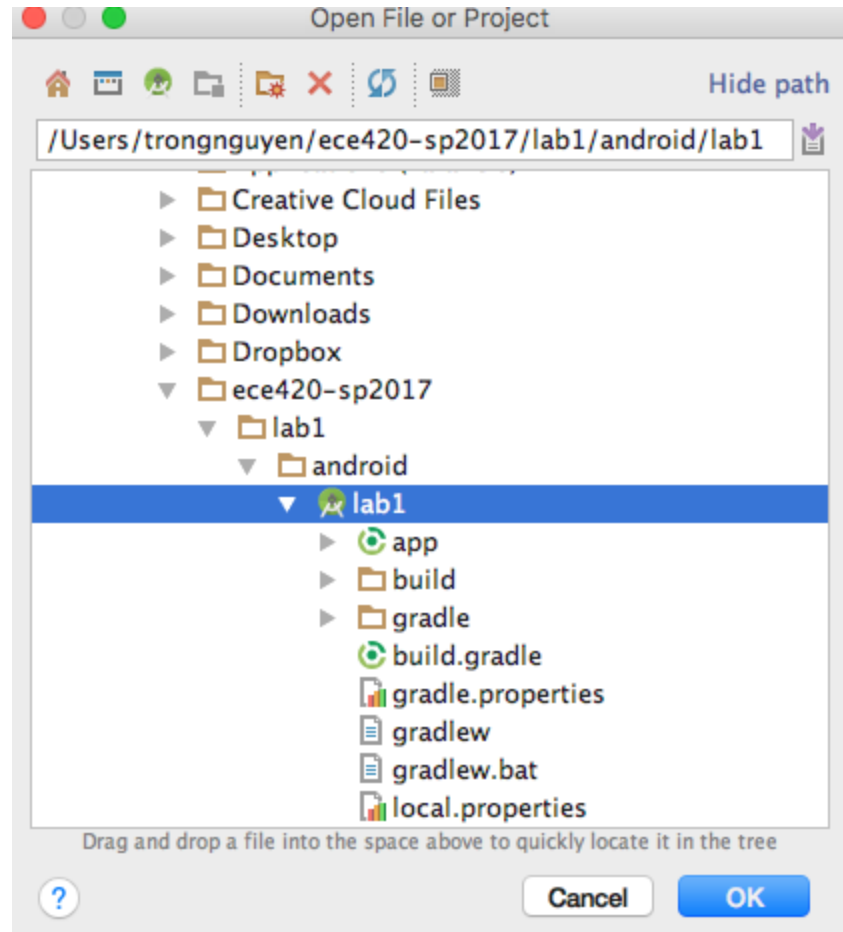 Open File or Project
Hide path
/Users/trongnguyen/ece420-sp2017/lab1/android/lab1
Creative Cloud Files
Desktop
Documents
Downloads
Dropbox
ece420-sp2017
lab1
android
lab1
app
build
gradle
build.gradle
gradle.properties
gradlew
gradlew.bat
local.properties
Drag and drop a file into the space above to quickly locate it in the tree
?
Cancel
OK